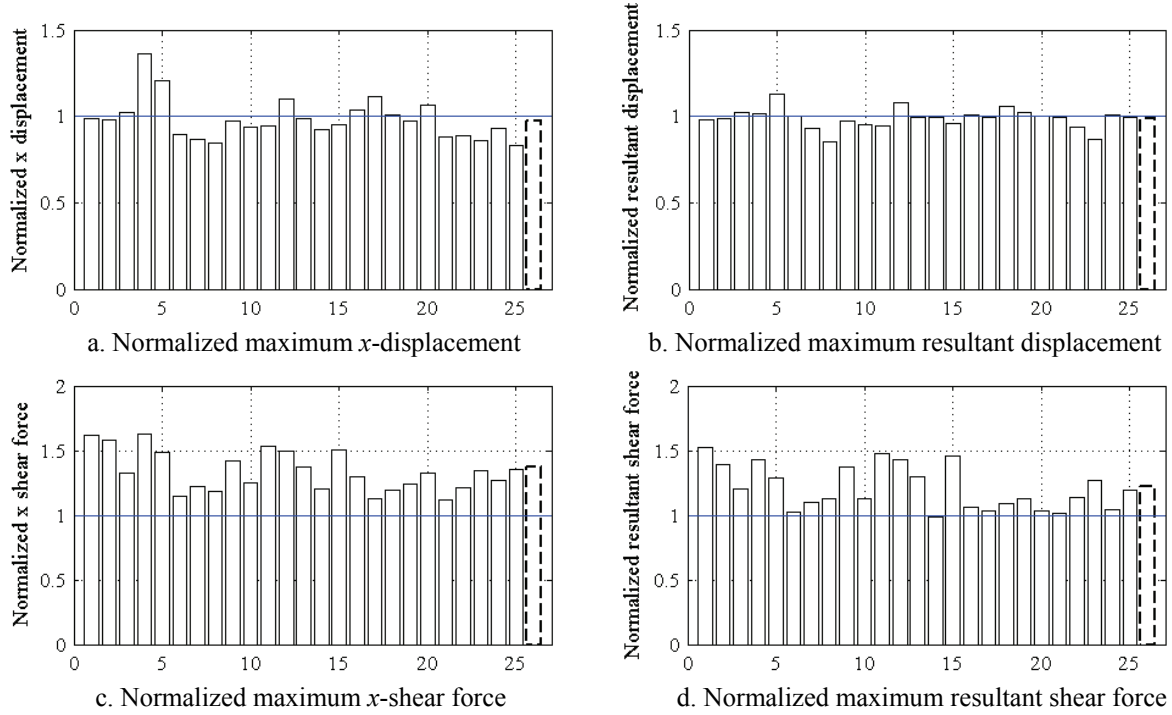 Normalized x displacement
1.5
1
0.5
0
0 5 10 15 20 25
a. Normalized maximum x-displacement
Normalized resultant displacement
1.5
1
0.5
0
0 5 10 15 20 25
b. Normalized maximum resultant displacement
Normalized x shear force
2
1.5
1
0.5
0
0 5 10 15 20 25
c. Normalized maximum x-shear force
Normalized resultant shear force
2
1.5
1
0.5
0
0 5 10 15 20 25
d. Normalized maximum resultant shear force